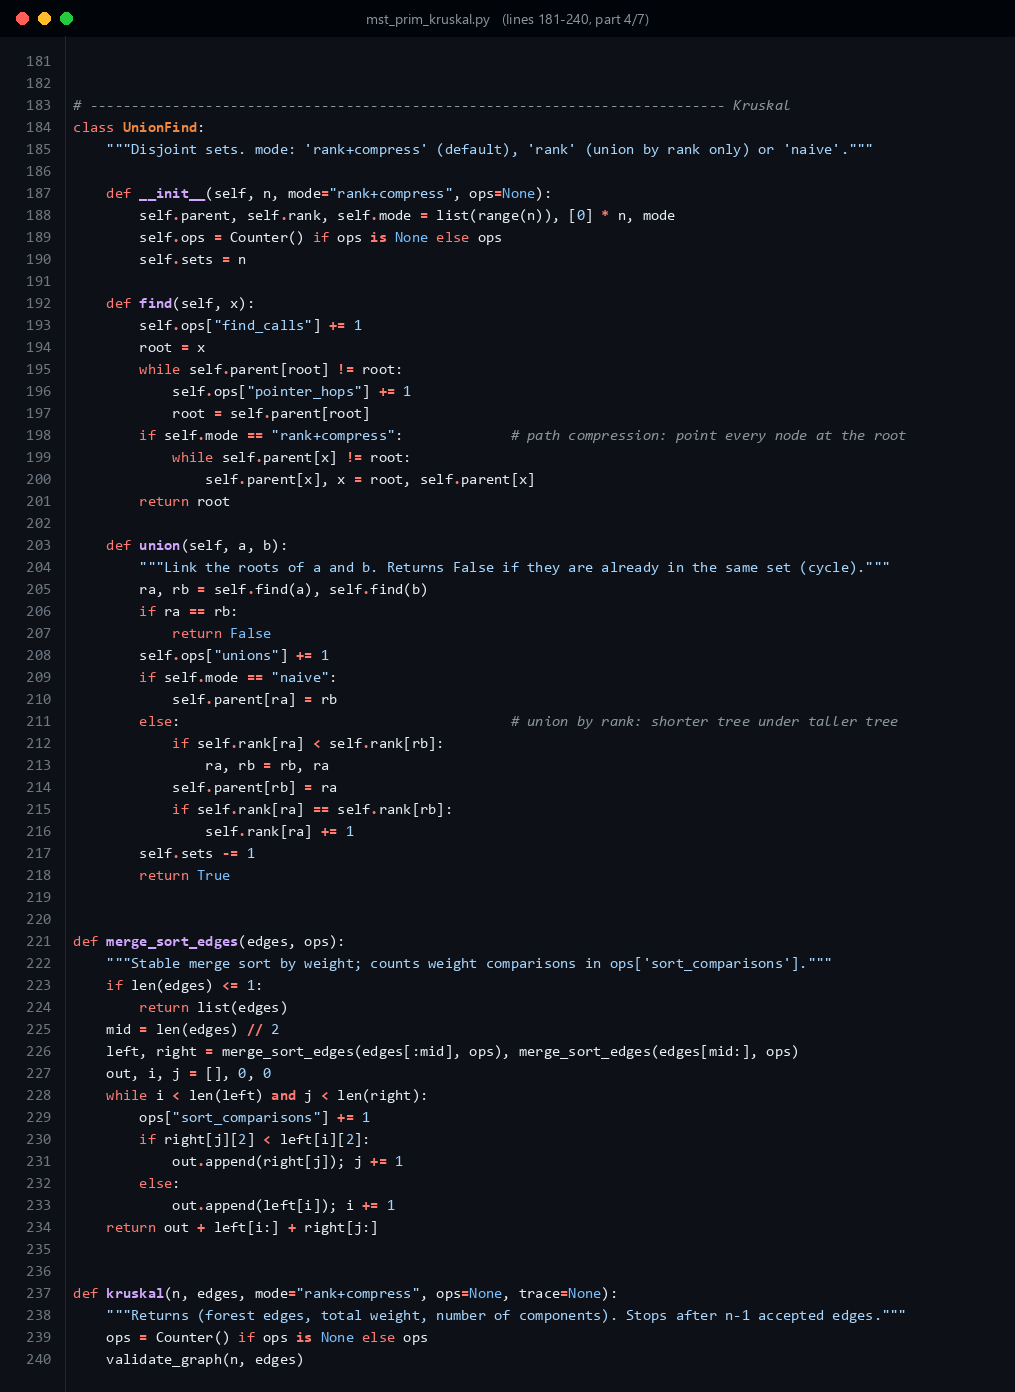 mst_prim_kruskal.py (lines 181-240, part 4/7)
181
182
183 # ----------------------------------------------------------------------------- Kruskal
184 class UnionFind:
185     """Disjoint sets. mode: 'rank+compress' (default), 'rank' (union by rank only) or 'naive'."""
186
187     def __init__(self, n, mode="rank+compress", ops=None):
188         self.parent, self.rank, self.mode = list(range(n)), [0] * n, mode
189         self.ops = Counter() if ops is None else ops
190         self.sets = n
191
192     def find(self, x):
193         self.ops["find_calls"] += 1
194         root = x
195         while self.parent[root] != root:
196             self.ops["pointer_hops"] += 1
197             root = self.parent[root]
198         if self.mode == "rank+compress":             # path compression: point every node at the root
199             while self.parent[x] != root:
200                 self.parent[x], x = root, self.parent[x]
201         return root
202
203     def union(self, a, b):
204         """Link the roots of a and b. Returns False if they are already in the same set (cycle)."""
205         ra, rb = self.find(a), self.find(b)
206         if ra == rb:
207             return False
208         self.ops["unions"] += 1
209         if self.mode == "naive":
210             self.parent[ra] = rb
211         else:                                        # union by rank: shorter tree under taller tree
212             if self.rank[ra] < self.rank[rb]:
213                 ra, rb = rb, ra
214             self.parent[rb] = ra
215             if self.rank[ra] == self.rank[rb]:
216                 self.rank[ra] += 1
217         self.sets -= 1
218         return True
219
220
221 def merge_sort_edges(edges, ops):
222     """Stable merge sort by weight; counts weight comparisons in ops['sort_comparisons']."""
223     if len(edges) <= 1:
224         return list(edges)
225     mid = len(edges) // 2
226     left, right = merge_sort_edges(edges[:mid], ops), merge_sort_edges(edges[mid:], ops)
227     out, i, j = [], 0, 0
228     while i < len(left) and j < len(right):
229         ops["sort_comparisons"] += 1
230         if right[j][2] < left[i][2]:
231             out.append(right[j]); j += 1
232         else:
233             out.append(left[i]); i += 1
234     return out + left[i:] + right[j:]
235
236
237 def kruskal(n, edges, mode="rank+compress", ops=None, trace=None):
238     """Returns (forest edges, total weight, number of components). Stops after n-1 accepted edges."""
239     ops = Counter() if ops is None else ops
240     validate_graph(n, edges)